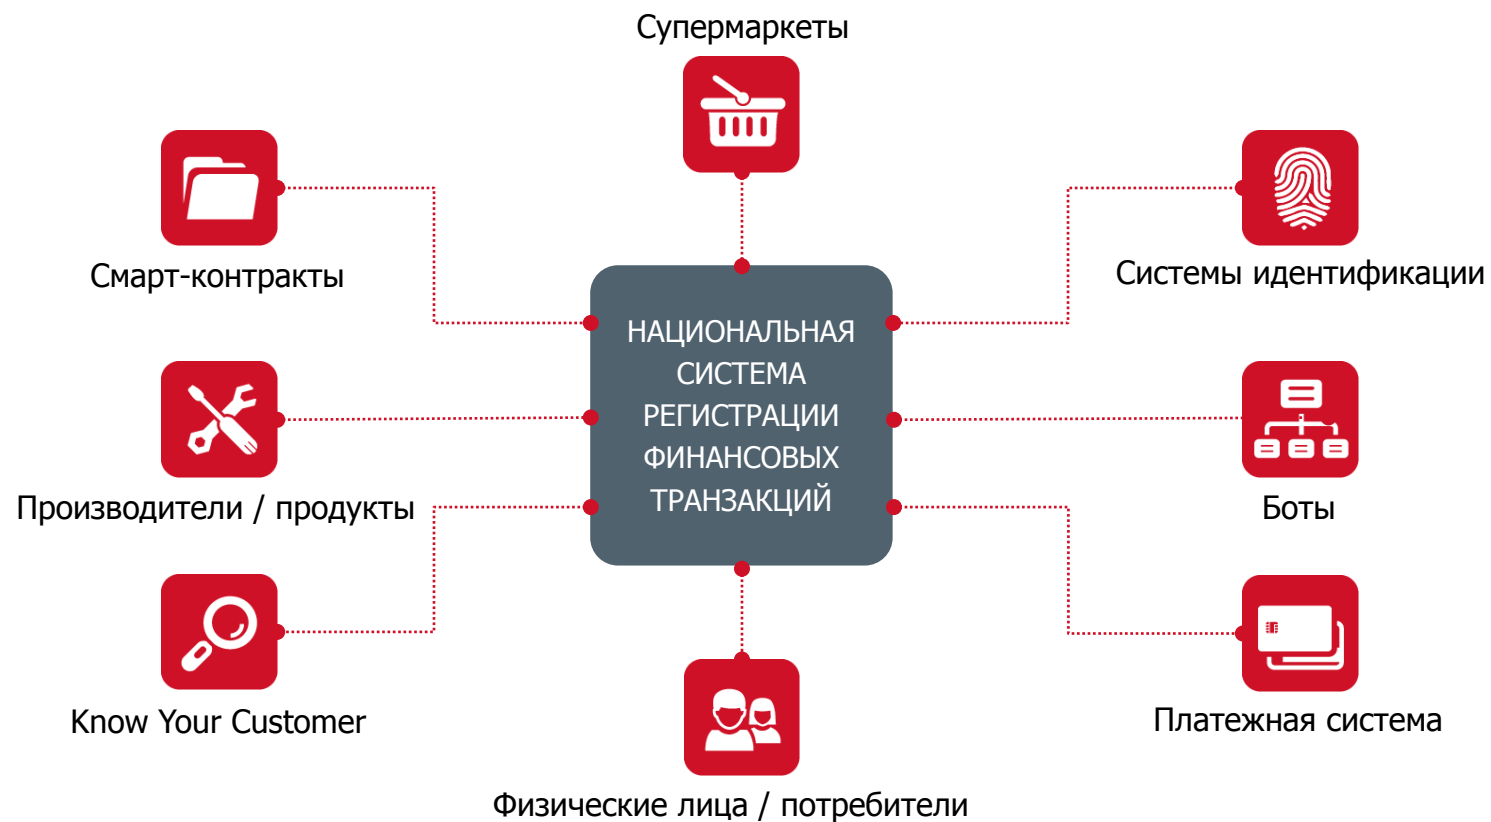 Супермаркеты
Смарт-контракты
Системы идентификации
НАЦИОНАЛЬНАЯ
СИСТЕМА
РЕГИСТРАЦИИ
ФИНАНСОВЫХ
ТРАНЗАКЦИЙ
Производители / продукты
Боты
Know Your Customer
Платежная система
Физические лица / потребители